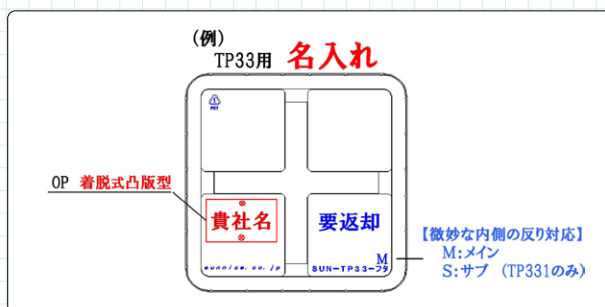 (例)
TP33用 名入れ
1
PET
OP 着脱式凸版型
貴社名
要返却
M
sunnice.co.jp
SUN-TP33-フタ
【微妙な内側の反り対応】
M:メイン
S:サブ (TP331のみ)